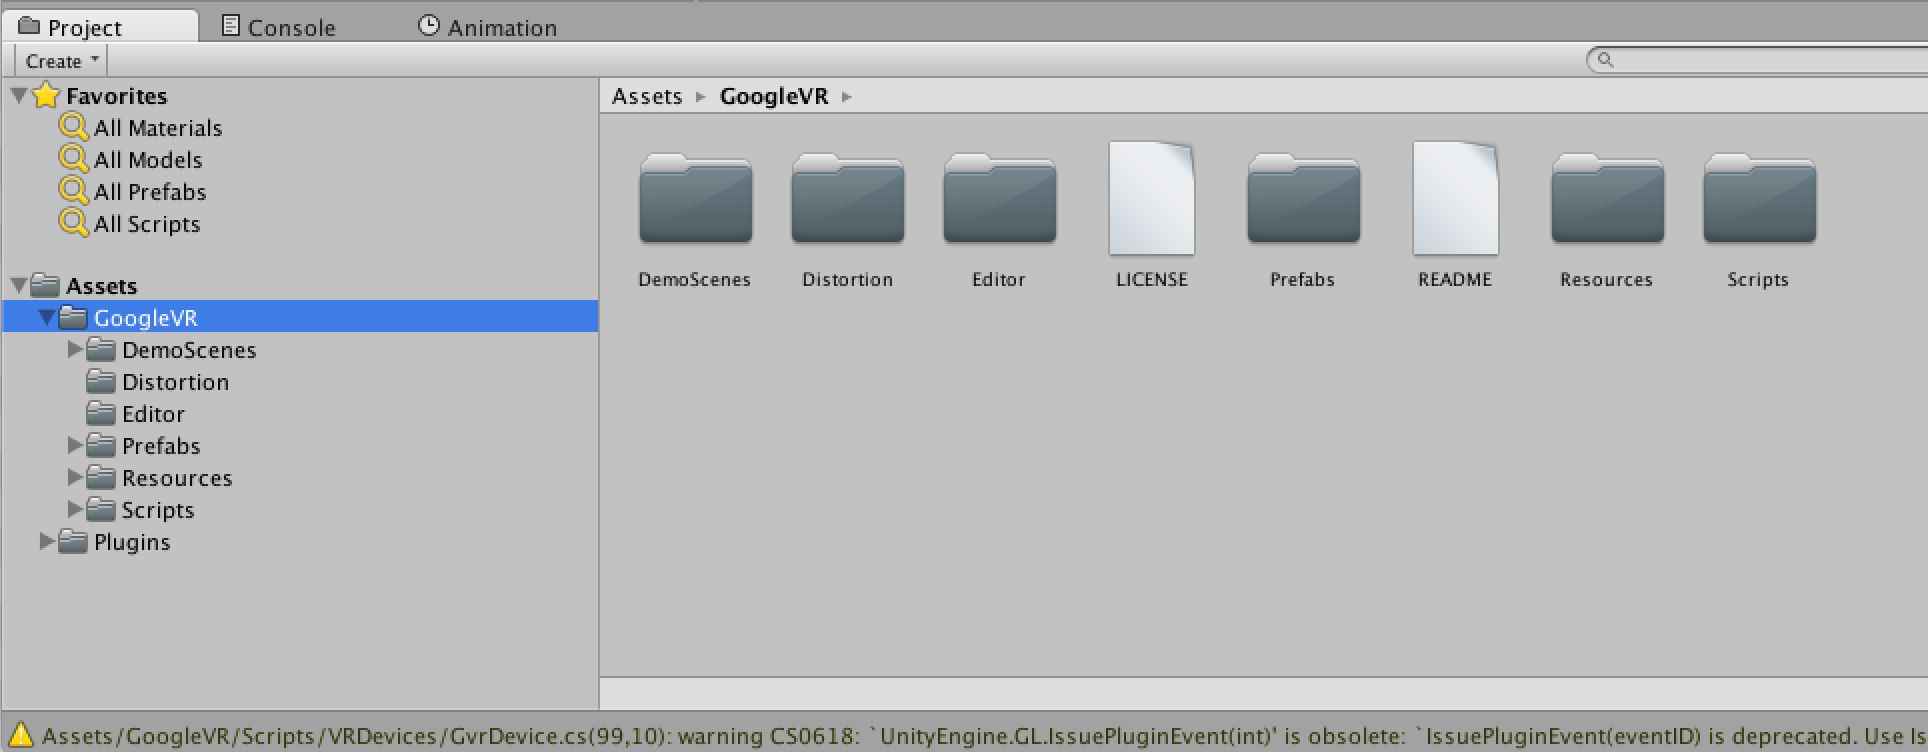 Project Console Animation
Create
Favorites
All Materials
All Models
All Prefabs
All Scripts
Assets
GoogleVR
DemoScenes
Distortion
Editor
Prefabs
Resources
Scripts
Plugins
Assets GoogleVR
DemoScenes Distortion Editor LICENSE Prefabs README Resources Scripts
Assets/GoogleVR/Scripts/VRDevices/GvrDevice.cs(99,10): warning CS0618: `UnityEngine.GL.IssuePluginEvent(int)' is obsolete: `IssuePluginEvent(eventID) is deprecated. Use Is